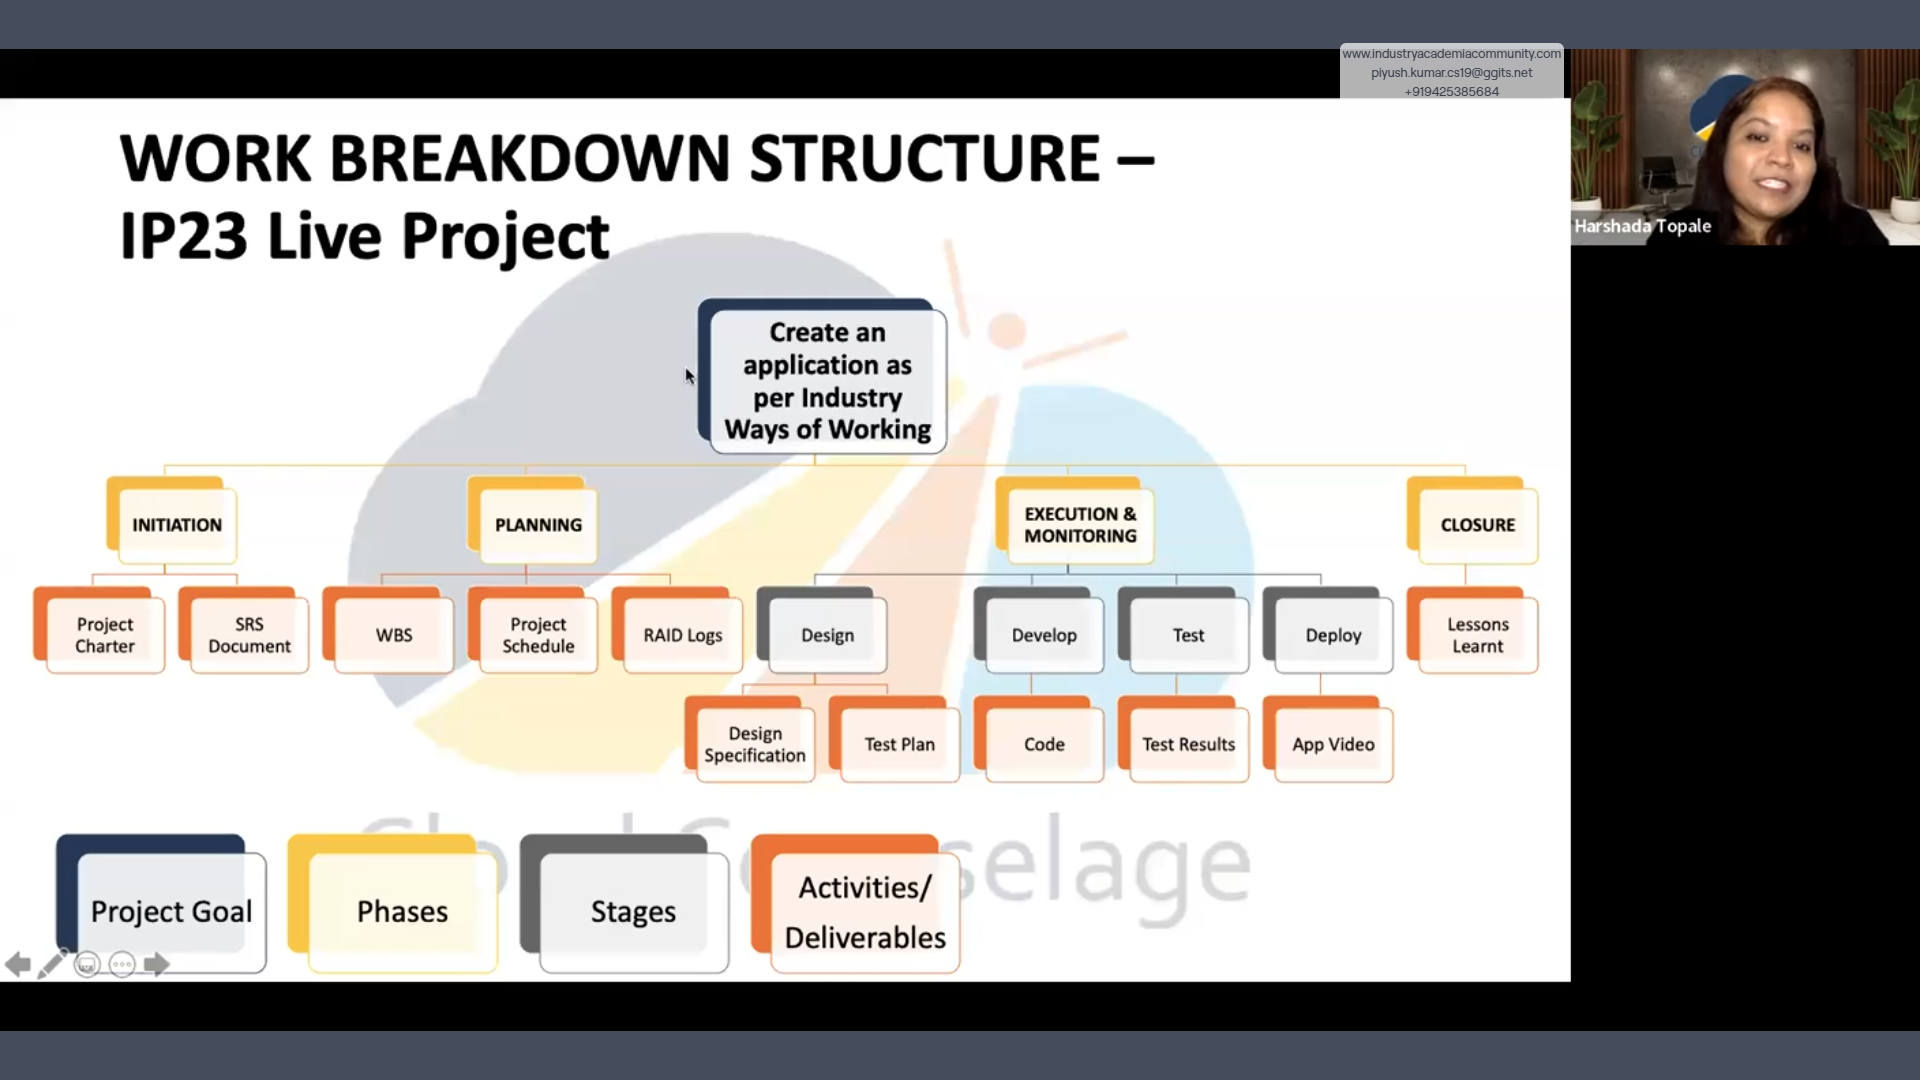 www.industryacademiacommunity.com
piyush.kumar.cs19@ggits.net
+919425385684
Harshada Topale
WORK BREAKDOWN STRUCTURE –
IP23 Live Project
Create an
application as
per Industry
Ways of Working
INITIATION
PLANNING
EXECUTION &
MONITORING
CLOSURE
Project
Charter
SRS
Document
WBS
Project
Schedule
RAID Logs
Design
Develop
Test
Deploy
Lessons
Learnt
Design
Specification
Test Plan
Code
Test Results
App Video
Project Goal
Phases
Stages
Activities/
Deliverables